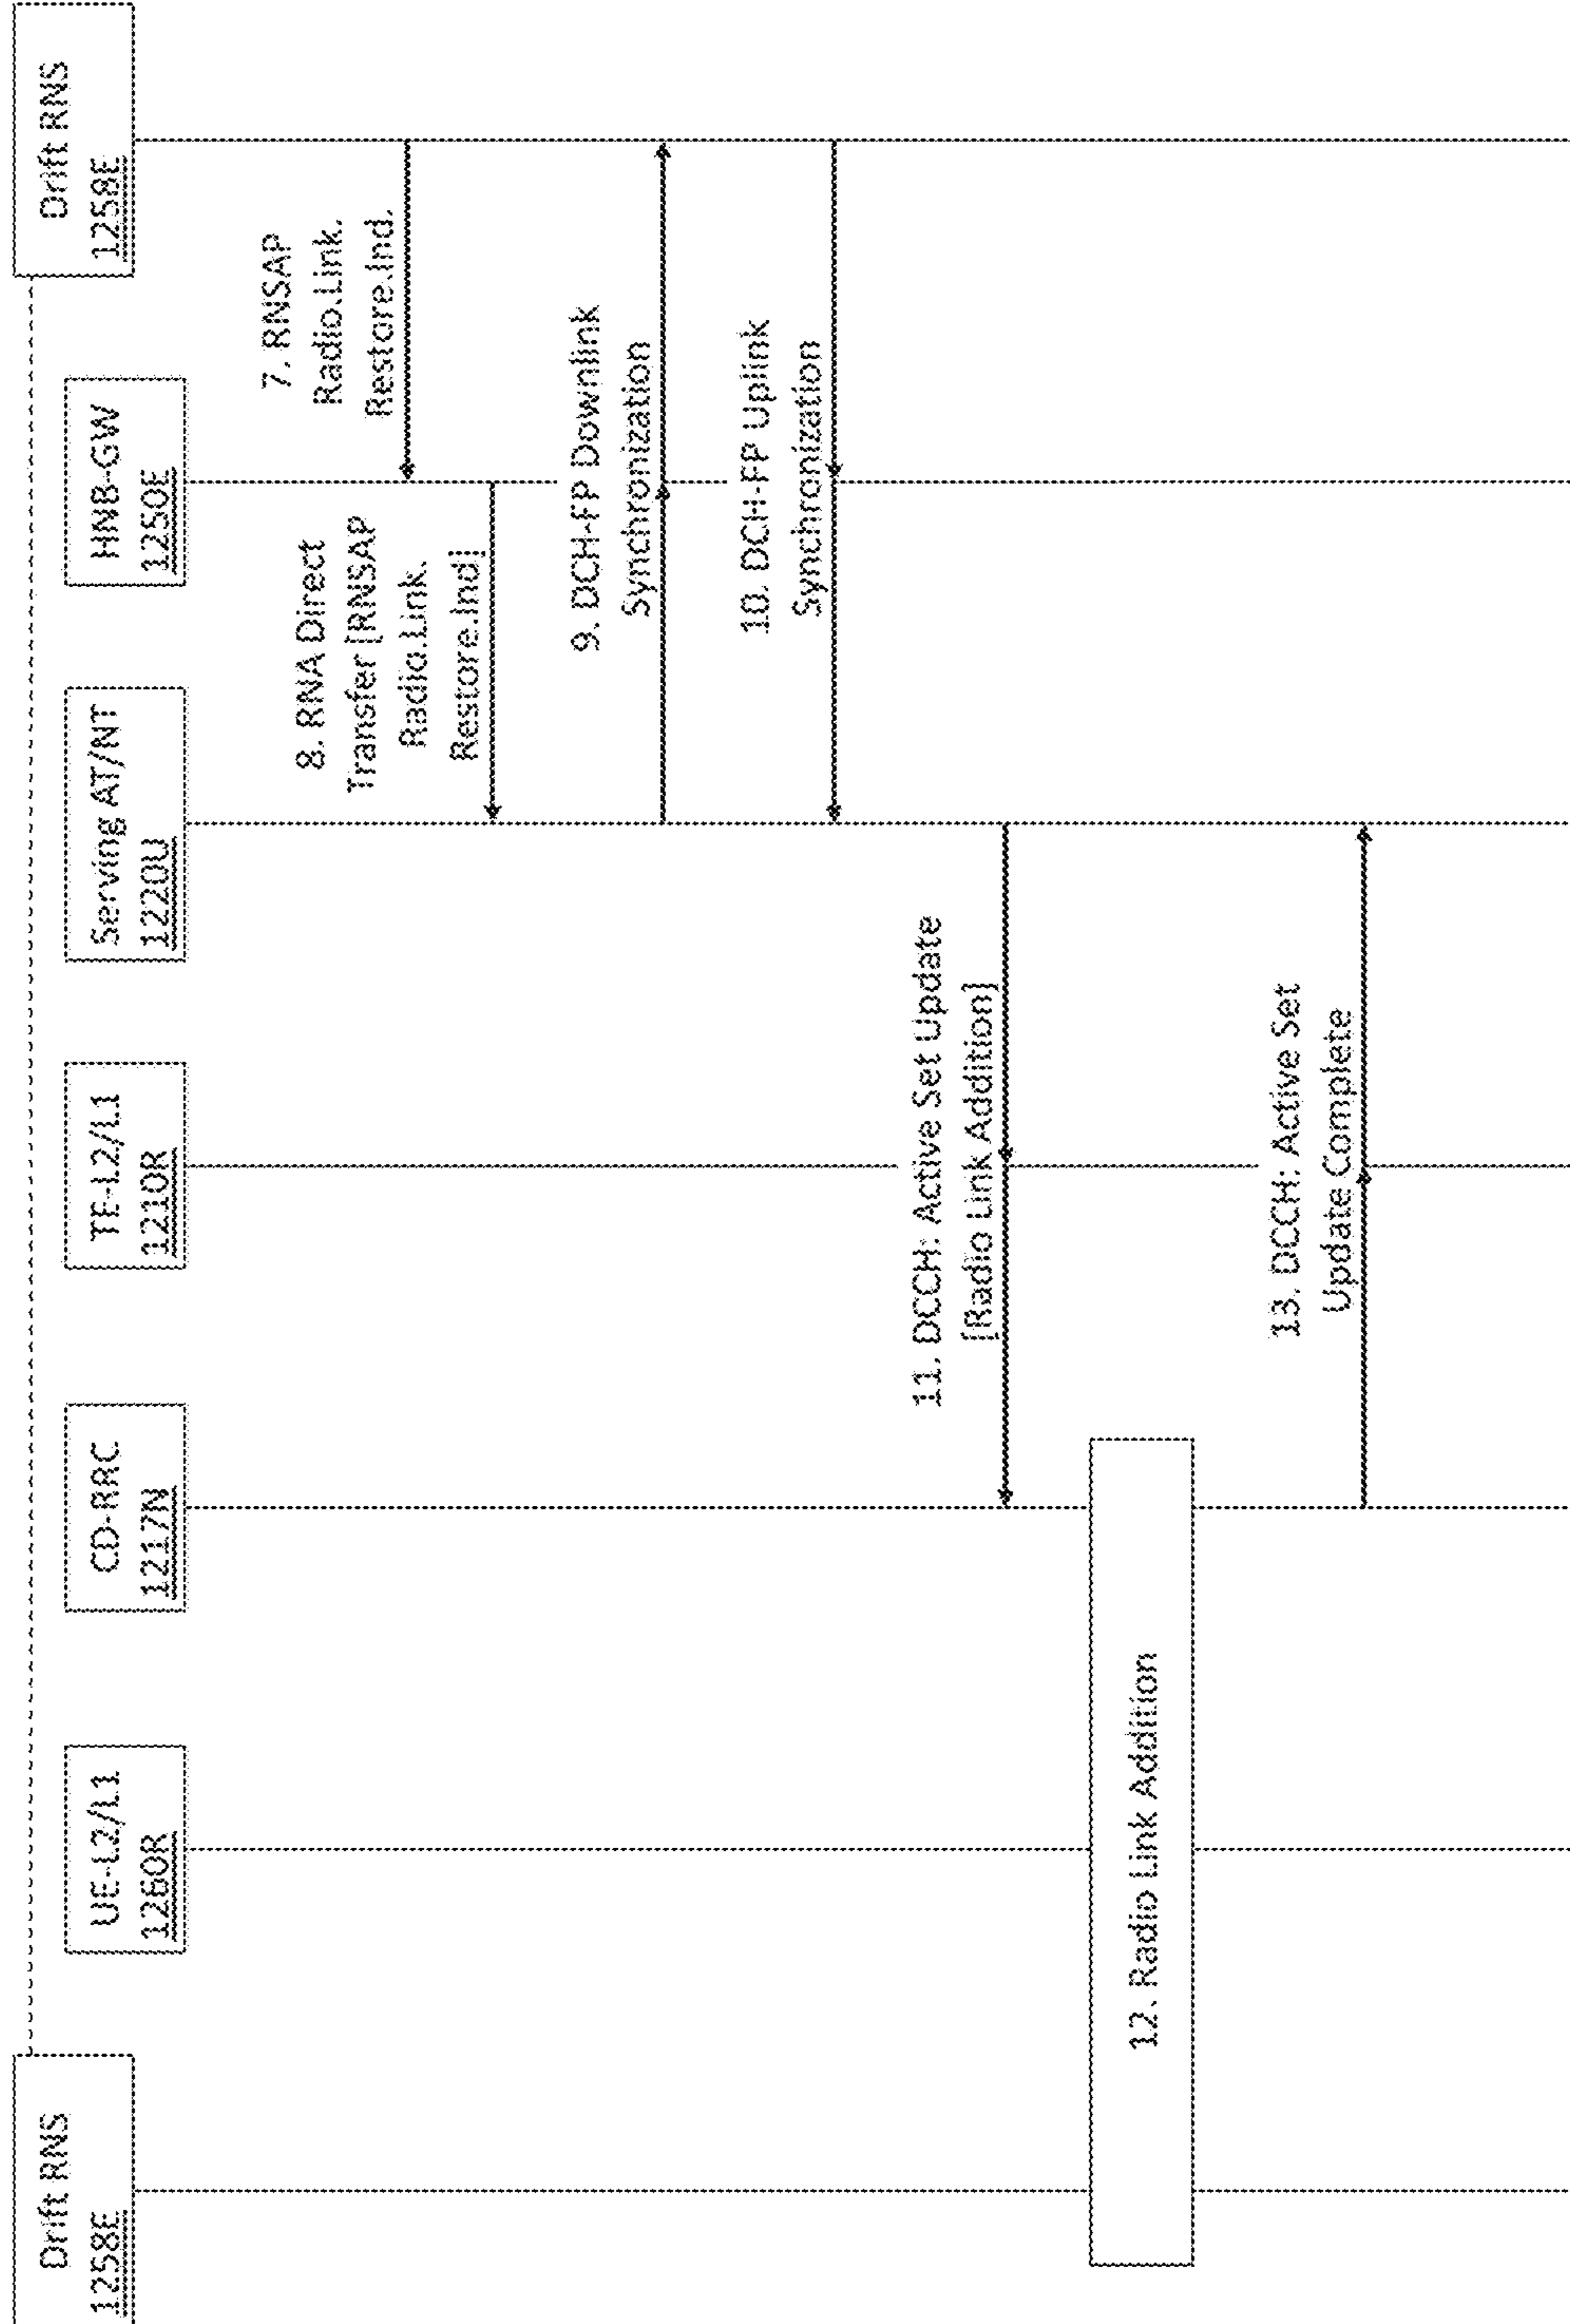 Drift RNS
1258E
UE-L2/L1
1260R
CD-RRC
1217N
TE-L2/L1
1210R
Serving AT/NT
1220U
HNB-GW
1250E
Drift RNS
1258E
7. RNSAP
Radio.Link.
Restore.Ind.
8. RNA Direct
Transfer [RNSAP
Radio.Link.
Restore.Ind]
9. DCH-FP Downlink
Synchronization
10. DCH-FP Uplink
Synchronization
11. DCCH: Active Set Update
[Radio Link Addition]
12. Radio Link Addition
13. DCCH: Active Set
Update Complete